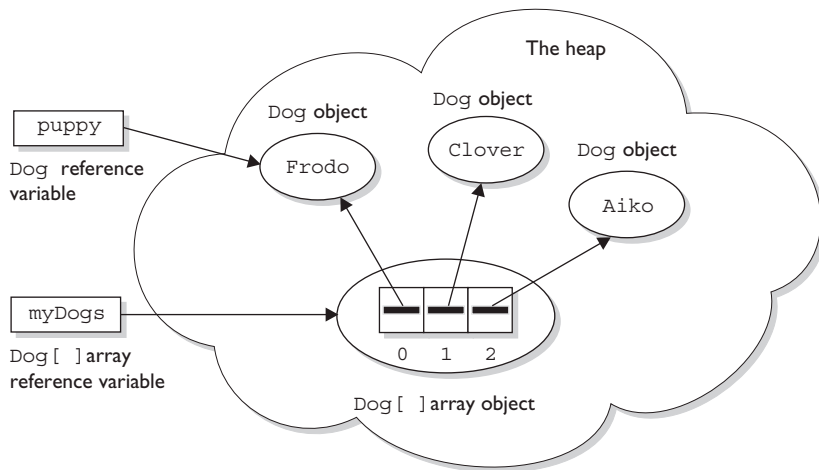 The heap
Dog object
Dog object
puppy
Clover
Dog object
Frodo
Dog reference
variable
Aiko
myDogs
0 1 2
Dog[ ]array
reference variable
Dog[ ]array object